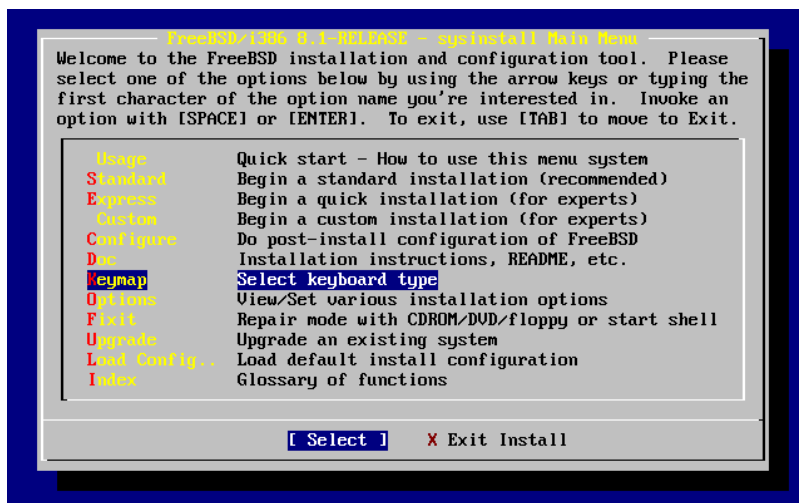 FreeBSD/i386 8.1-RELEASE - sysinstall Main Menu
Welcome to the FreeBSD installation and configuration tool.  Please
select one of the options below by using the arrow keys or typing the
first character of the option name you're interested in.  Invoke an
option with [SPACE] or [ENTER].  To exit, use [TAB] to move to Exit.
Usage Quick start - How to use this menu system
Standard Begin a standard installation (recommended)
Express Begin a quick installation (for experts)
Custom Begin a custom installation (for experts)
Configure Do post-install configuration of FreeBSD
Doc Installation instructions, README, etc.
Keymap Select keyboard type
Options View/Set various installation options
Fixit Repair mode with CDROM/DVD/floppy or start shell
Upgrade Upgrade an existing system
Load Config.. Load default install configuration
Index Glossary of functions
[ Select ] X Exit Install